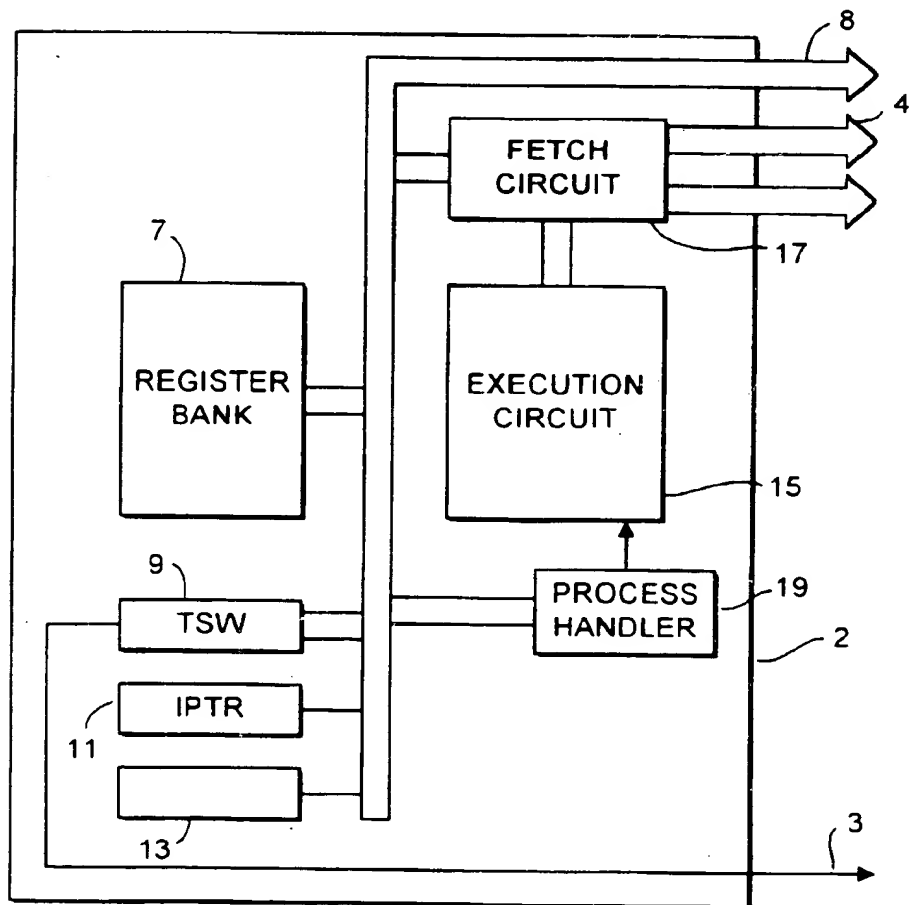 8
4
FETCH
CIRCUIT
17
7
REGISTER
BANK
EXECUTION
CIRCUIT
15
9
TSW
PROCESS
HANDLER
19
2
11
IPTR
13
3